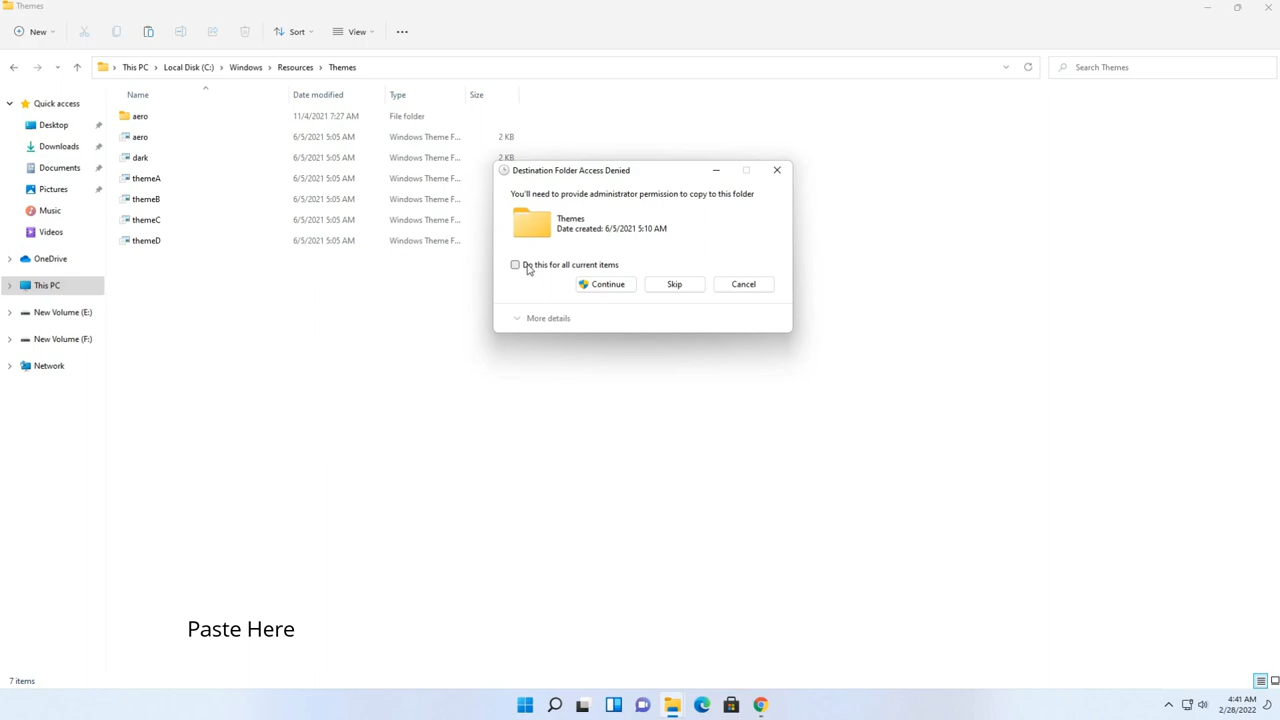 Themes
New
Sort
View
This PC > Local Disk (C:) > Windows > Resources > Themes
Search Themes
Name Date modified Type Size
Quick access
Desktop
Downloads
Documents
Pictures
Music
Videos
OneDrive
This PC
New Volume (E:)
New Volume (F:)
Network
aero 11/4/2021 7:27 AM File folder
aero 6/5/2021 5:05 AM Windows Theme F... 2 KB
dark 6/5/2021 5:05 AM Windows Theme F... 2 KB
themeA 6/5/2021 5:05 AM Windows Theme F...
themeB 6/5/2021 5:05 AM Windows Theme F...
themeC 6/5/2021 5:05 AM Windows Theme F...
themeD 6/5/2021 5:05 AM Windows Theme F...
Destination Folder Access Denied
You'll need to provide administrator permission to copy to this folder
Themes
Date created: 6/5/2021 5:10 AM
Do this for all current items
Continue Skip Cancel
More details
Paste Here
7 items
4:41 AM
2/28/2022